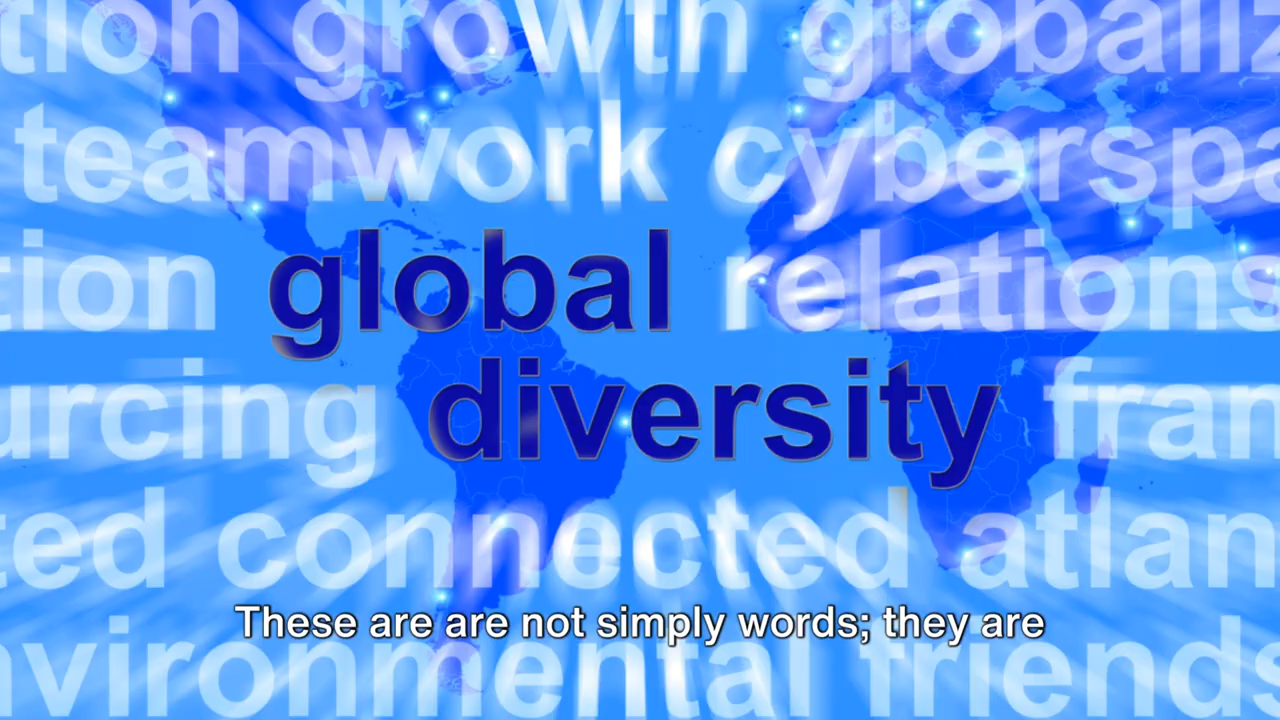 tion growth globaliz
teamwork cyberspa
tion global relations
urcing diversity fran
ted connected atlan
These are are not simply words; they are
nvironmental friends